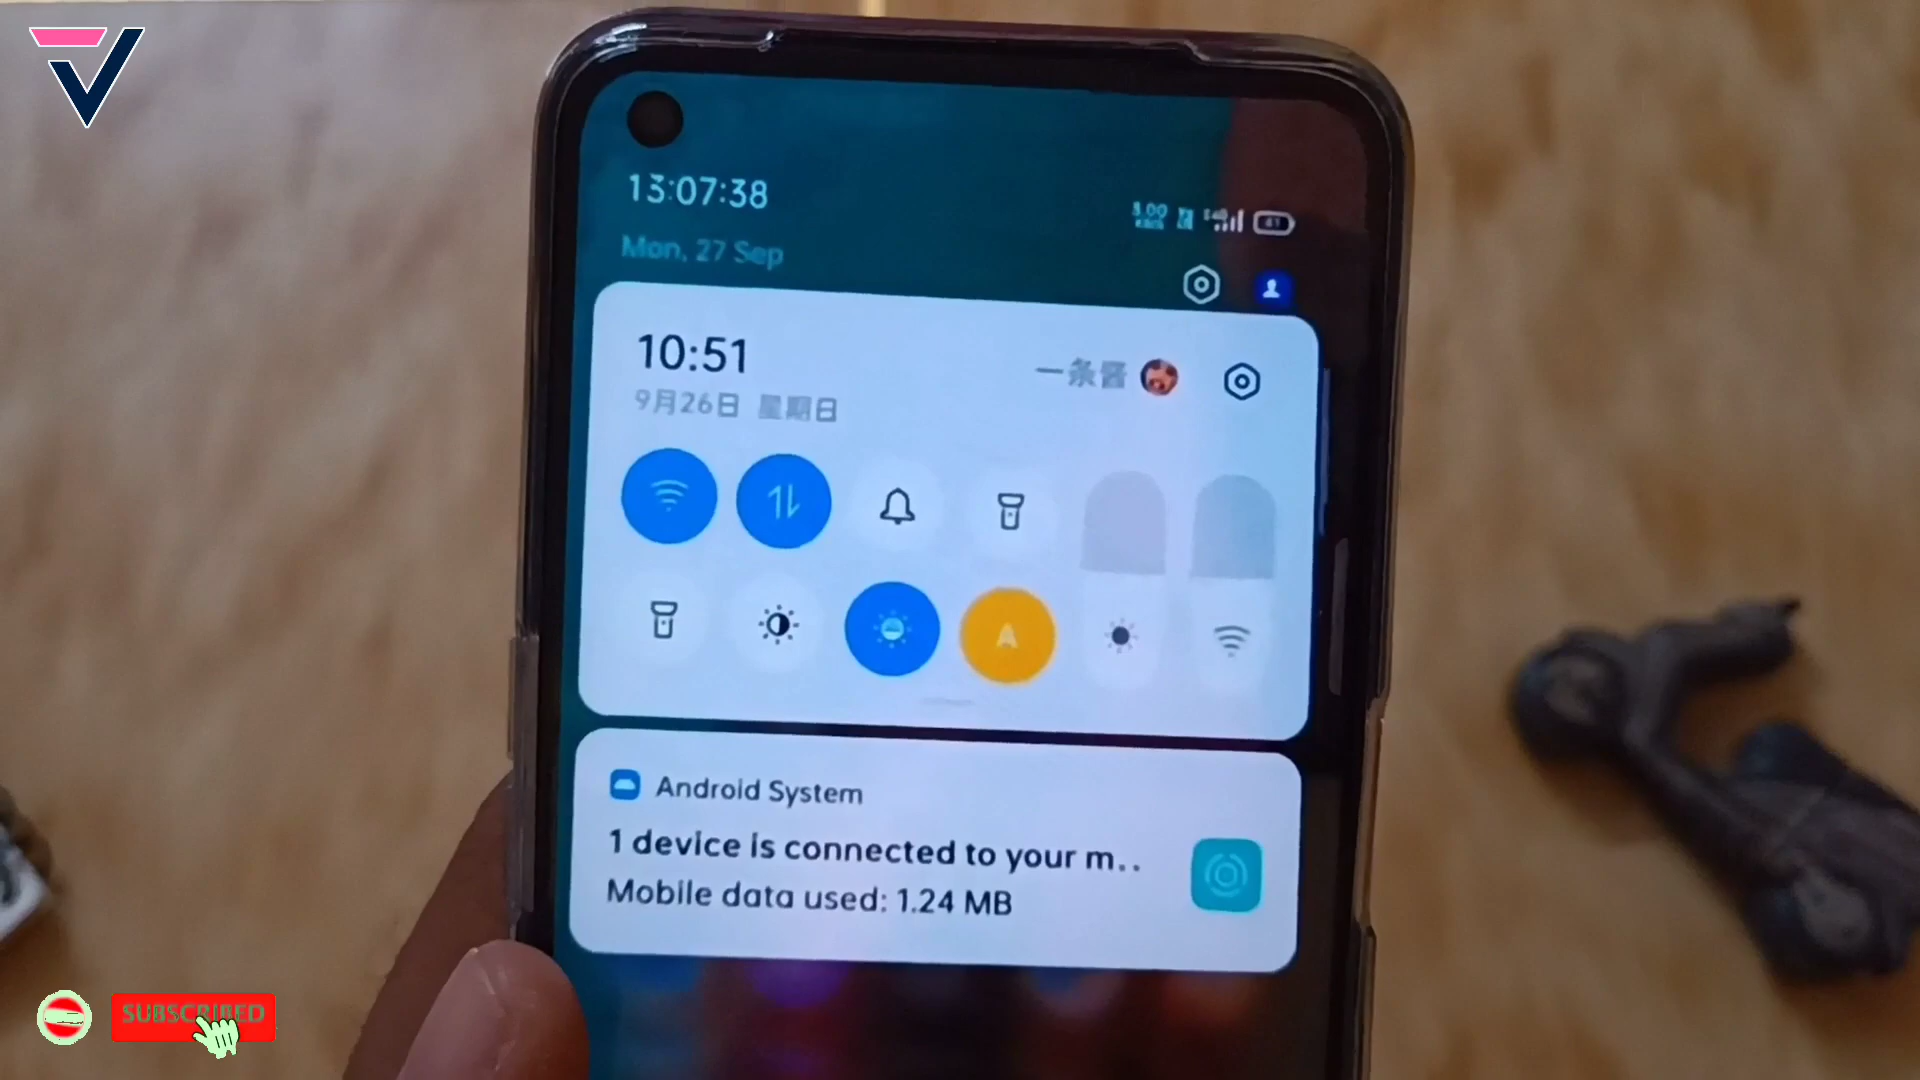 13:07:38
Mon, 27 Sep
10:51
一条酱
9月26日 星期日
Android System
1 device is connected to your m..
Mobile data used: 1.24 MB
SUBSCRIBED